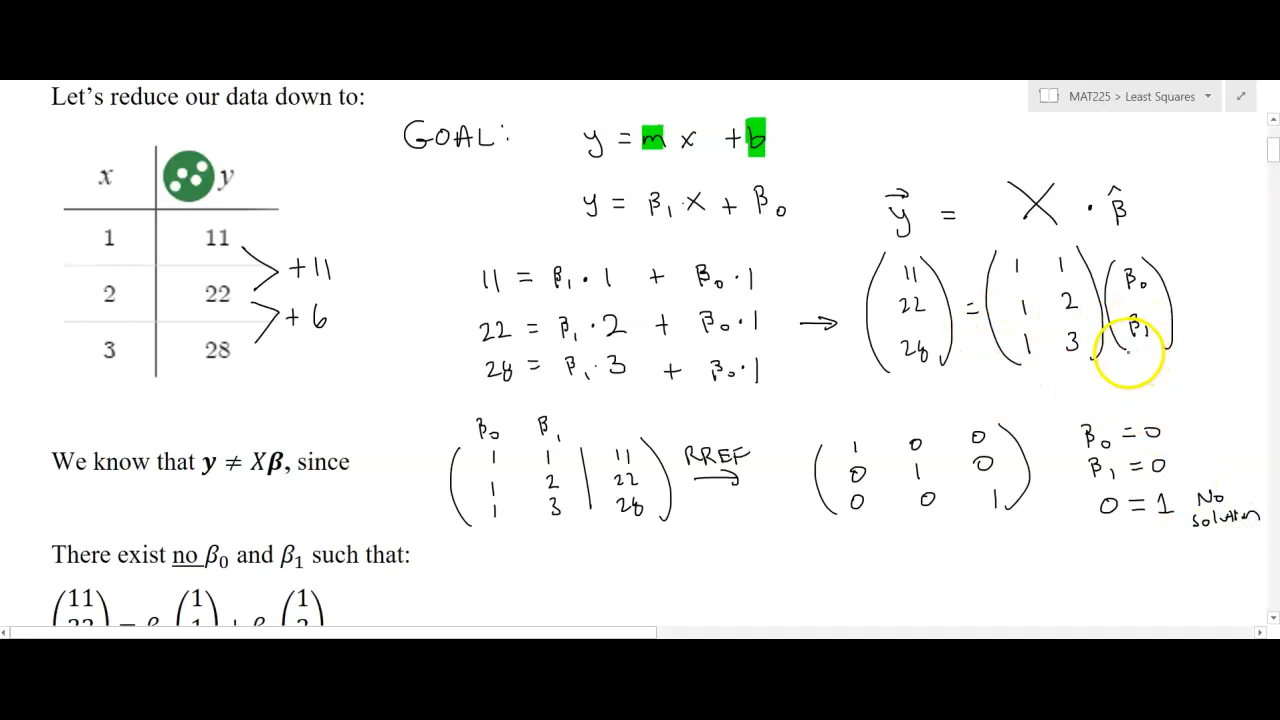 Let's reduce our data down to:
MAT225 > Least Squares
GOAL: y = m x + b
x y
y = β₁·x + β₀
y⃗ = X · β̂
1 11
2 22
3 28
+11
+6
11 = β₁·1 + β₀·1
22 = β₁·2 + β₀·1
28 = β₁·3 + β₀·1
→
11 = 1 1 β₀
22 1 2 β₁
28 1 3
We know that y ≠ Xβ, since
β₀ β₁
1 1 | 11
1 2 | 22
1 3 | 28
RREF
1 0 0
0 1 0
0 0 1
β₀ = 0
β₁ = 0
0 = 1 No solution
There exist no β₀ and β₁ such that:
11 1 1